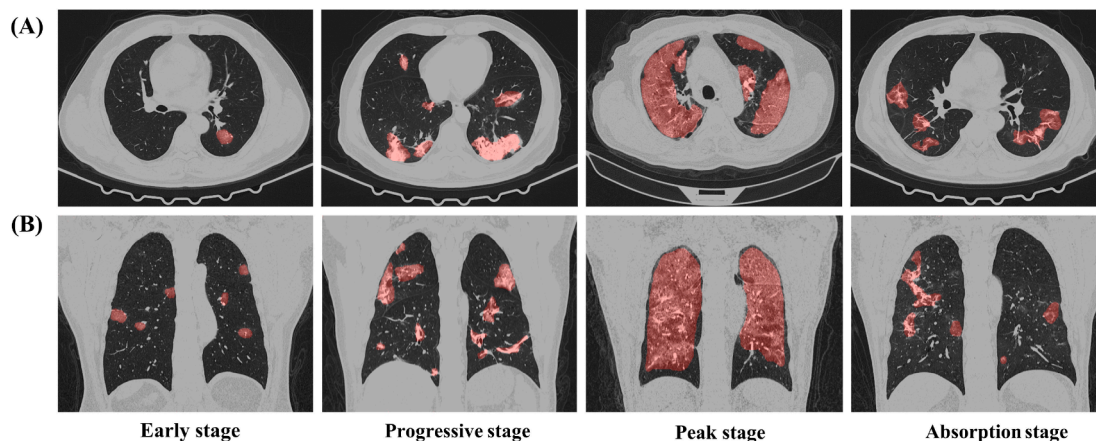 (A)
(B)
Early stage
Progressive stage
Peak stage
Absorption stage